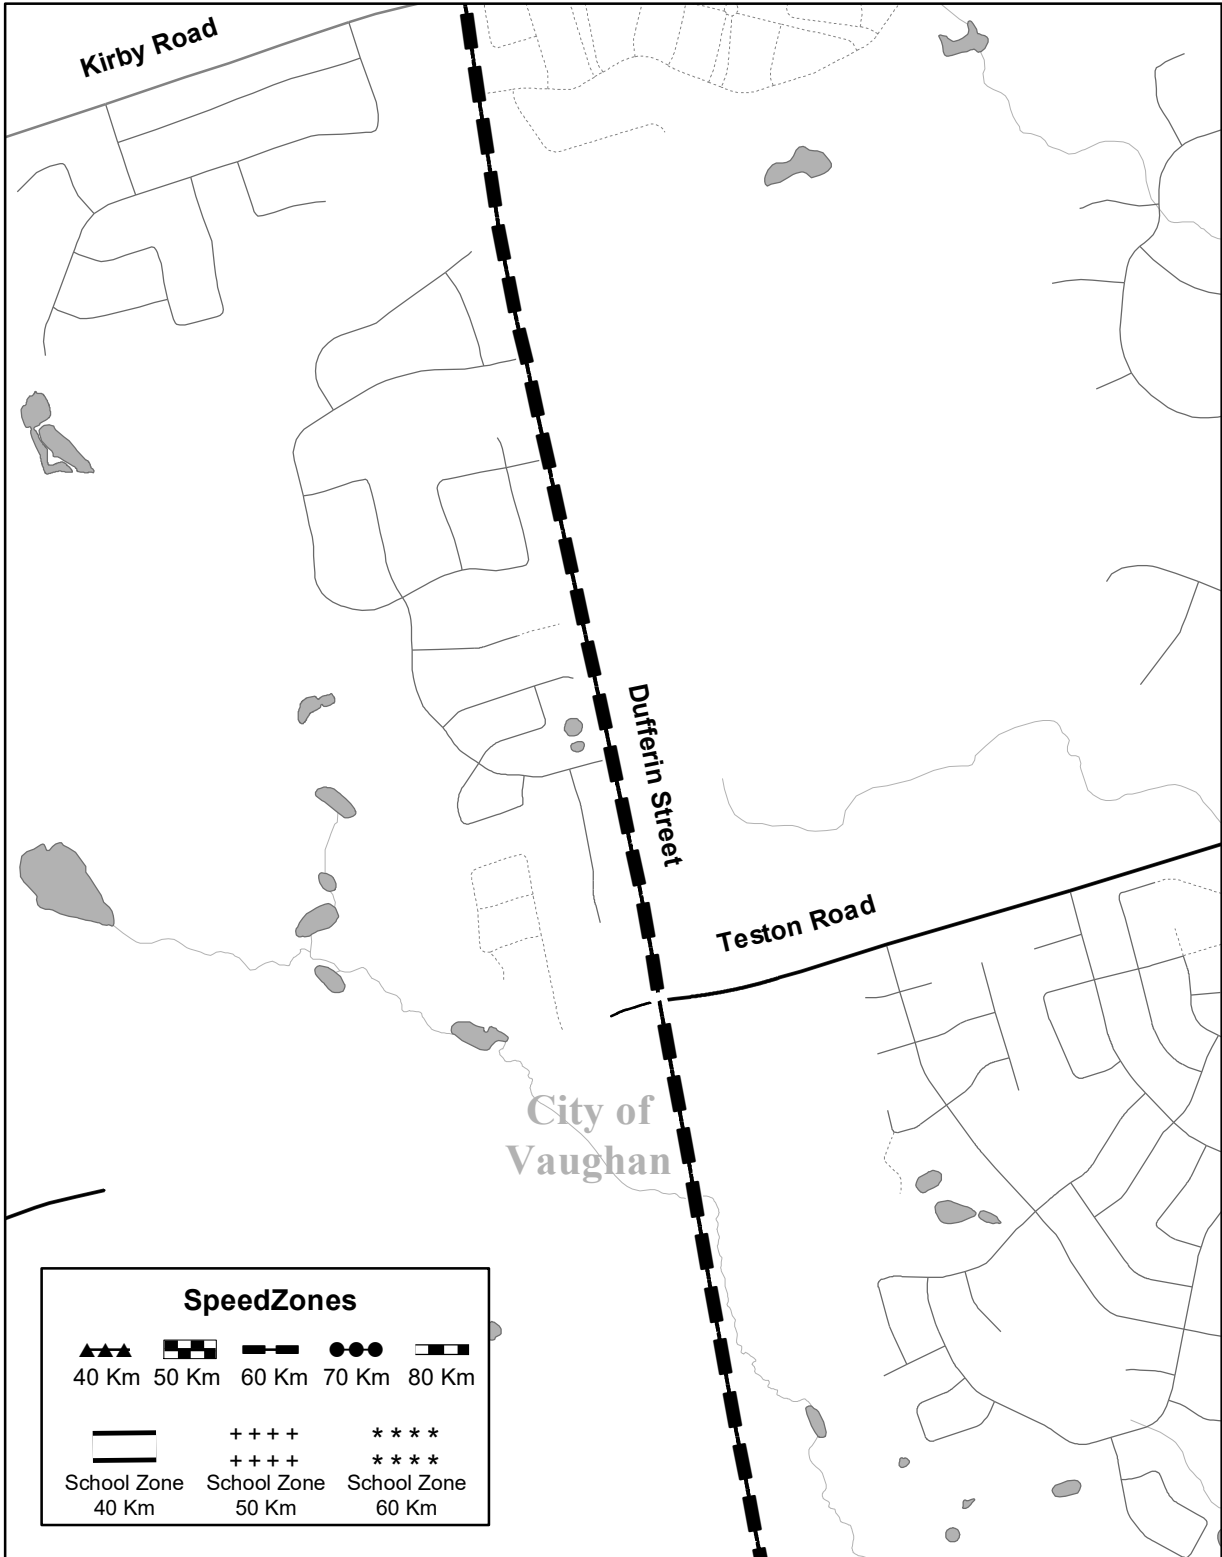 Kirby Road
Dufferin Street
Teston Road
City of
Vaughan
SpeedZones
40 Km 50 Km 60 Km 70 Km 80 Km
School Zone School Zone School Zone
40 Km 50 Km 60 Km